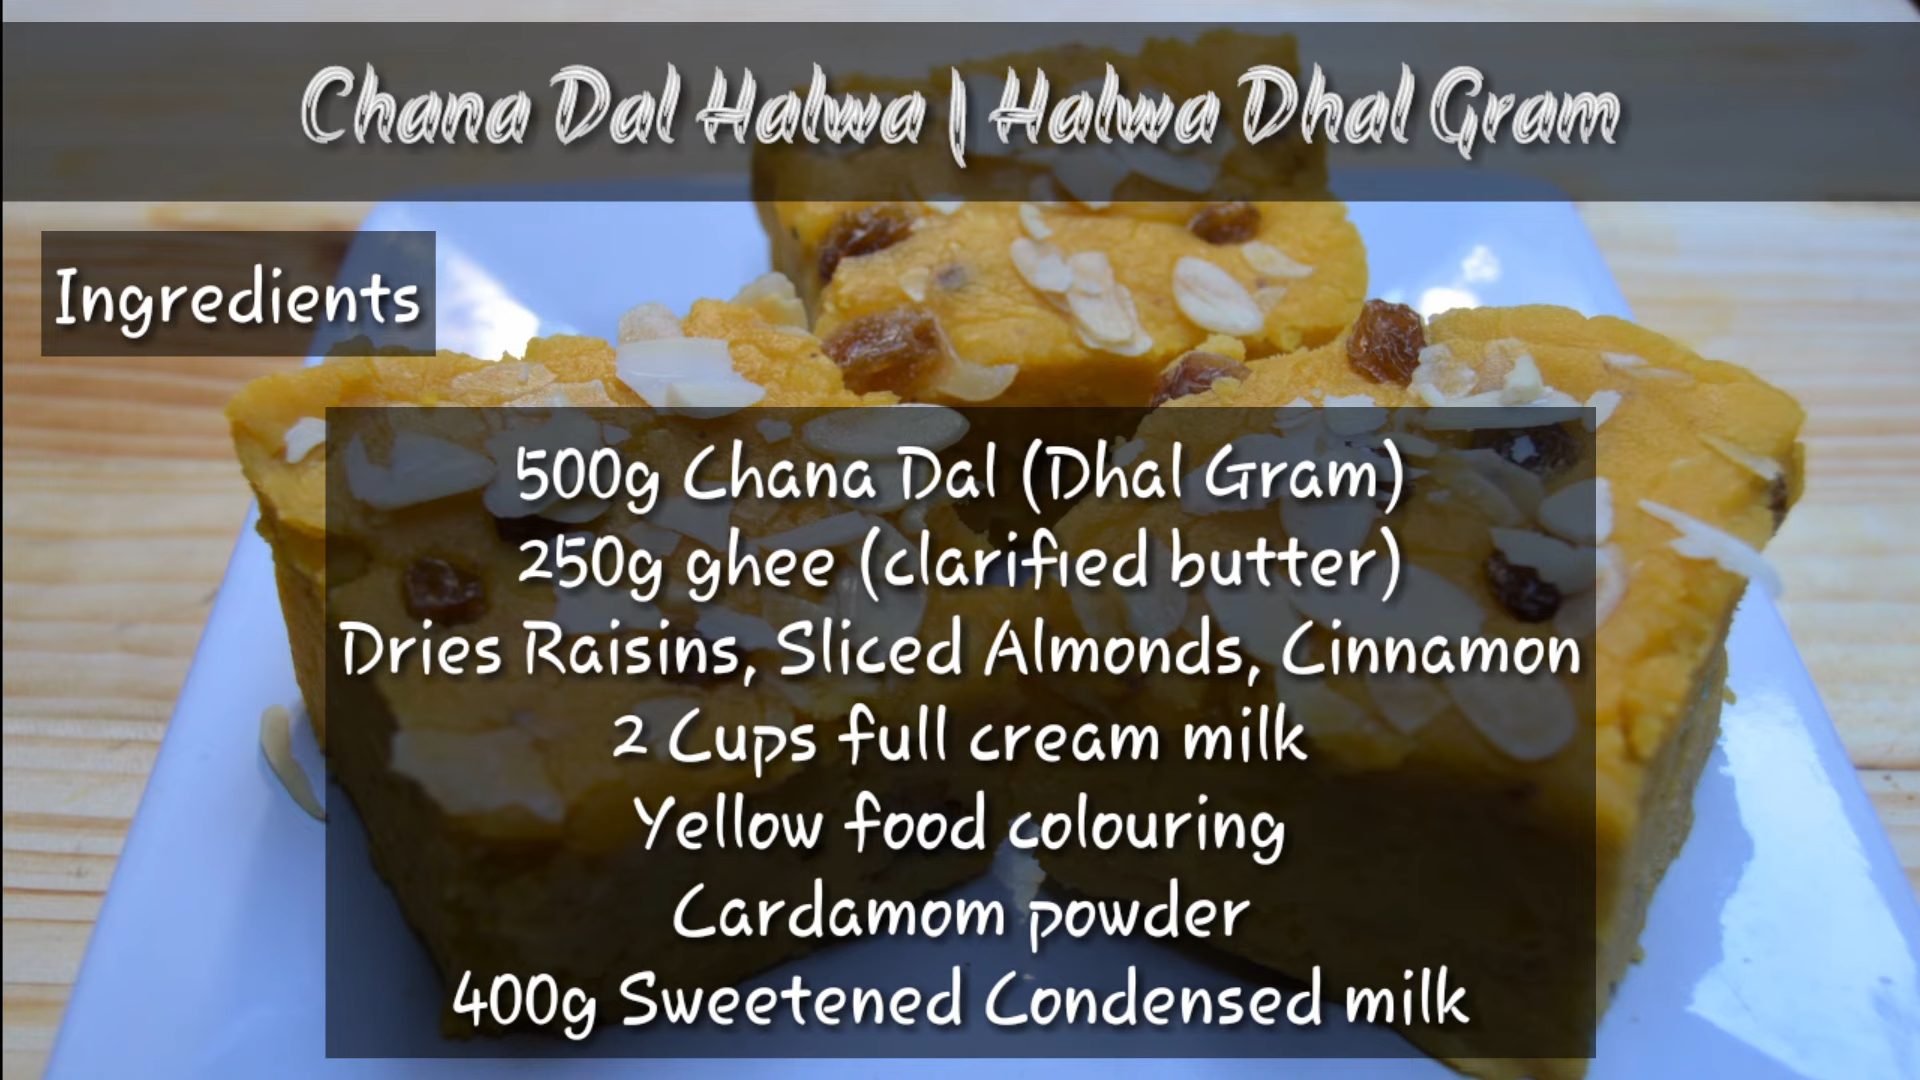 Chana Dal Halwa | Halwa Dhal Gram
Ingredients
500g Chana Dal (Dhal Gram)
250g ghee (clarified butter)
Dries Raisins, Sliced Almonds, Cinnamon
2 Cups full cream milk
Yellow food colouring
Cardamom powder
400g Sweetened Condensed milk